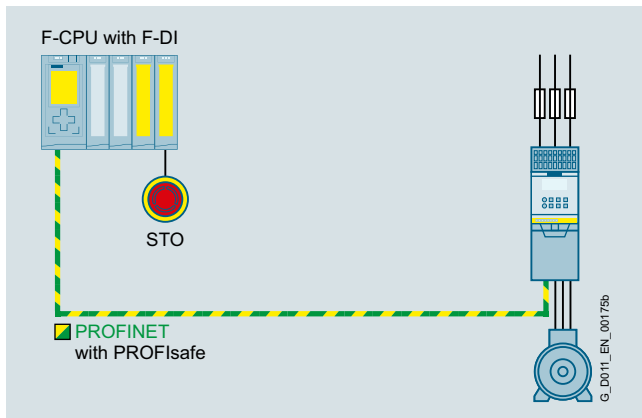 F-CPU with F-DI
STO
PROFINET
with PROFIsafe
G_D011_EN_00175b